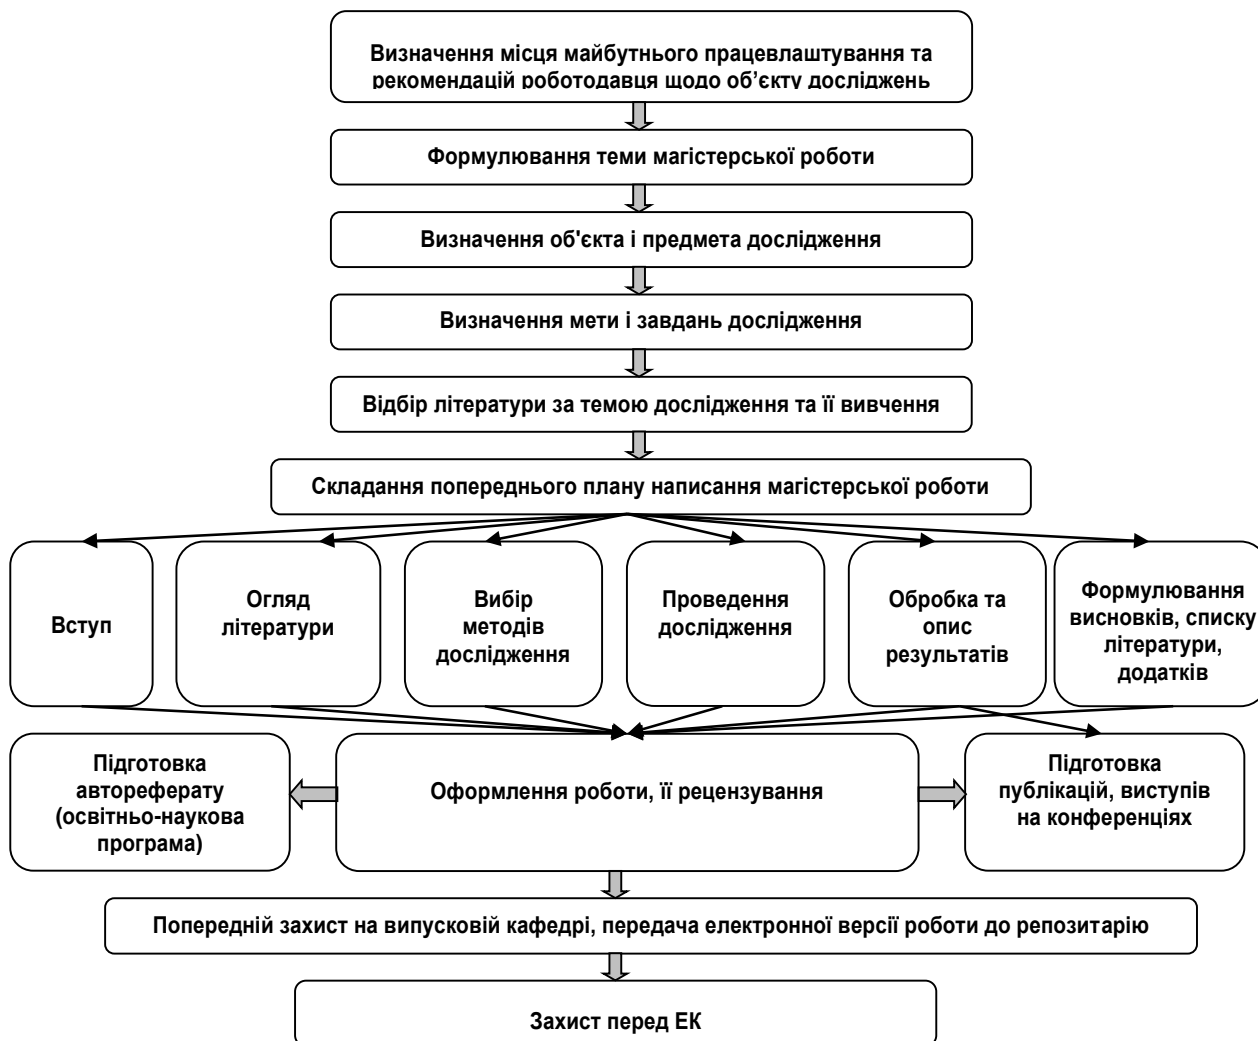 Визначення місця майбутнього працевлаштування та
рекомендацій роботодавця щодо об’єкту досліджень
Формулювання теми магістерської роботи
Визначення об'єкта і предмета дослідження
Визначення мети і завдань дослідження
Відбір літератури за темою дослідження та її вивчення
Складання попереднього плану написання магістерської роботи
Вступ
Огляд
літератури
Вибір
методів
дослідження
Проведення
дослідження
Обробка та
опис
результатів
Формулювання
висновків, списку
літератури,
додатків
Підготовка
автореферату
(освітньо-наукова
програма)
Оформлення роботи, її рецензування
Підготовка
публікацій, виступів
на конференціях
Попередній захист на випусковій кафедрі, передача електронної версії роботи до репозитарію
Захист перед ЕК